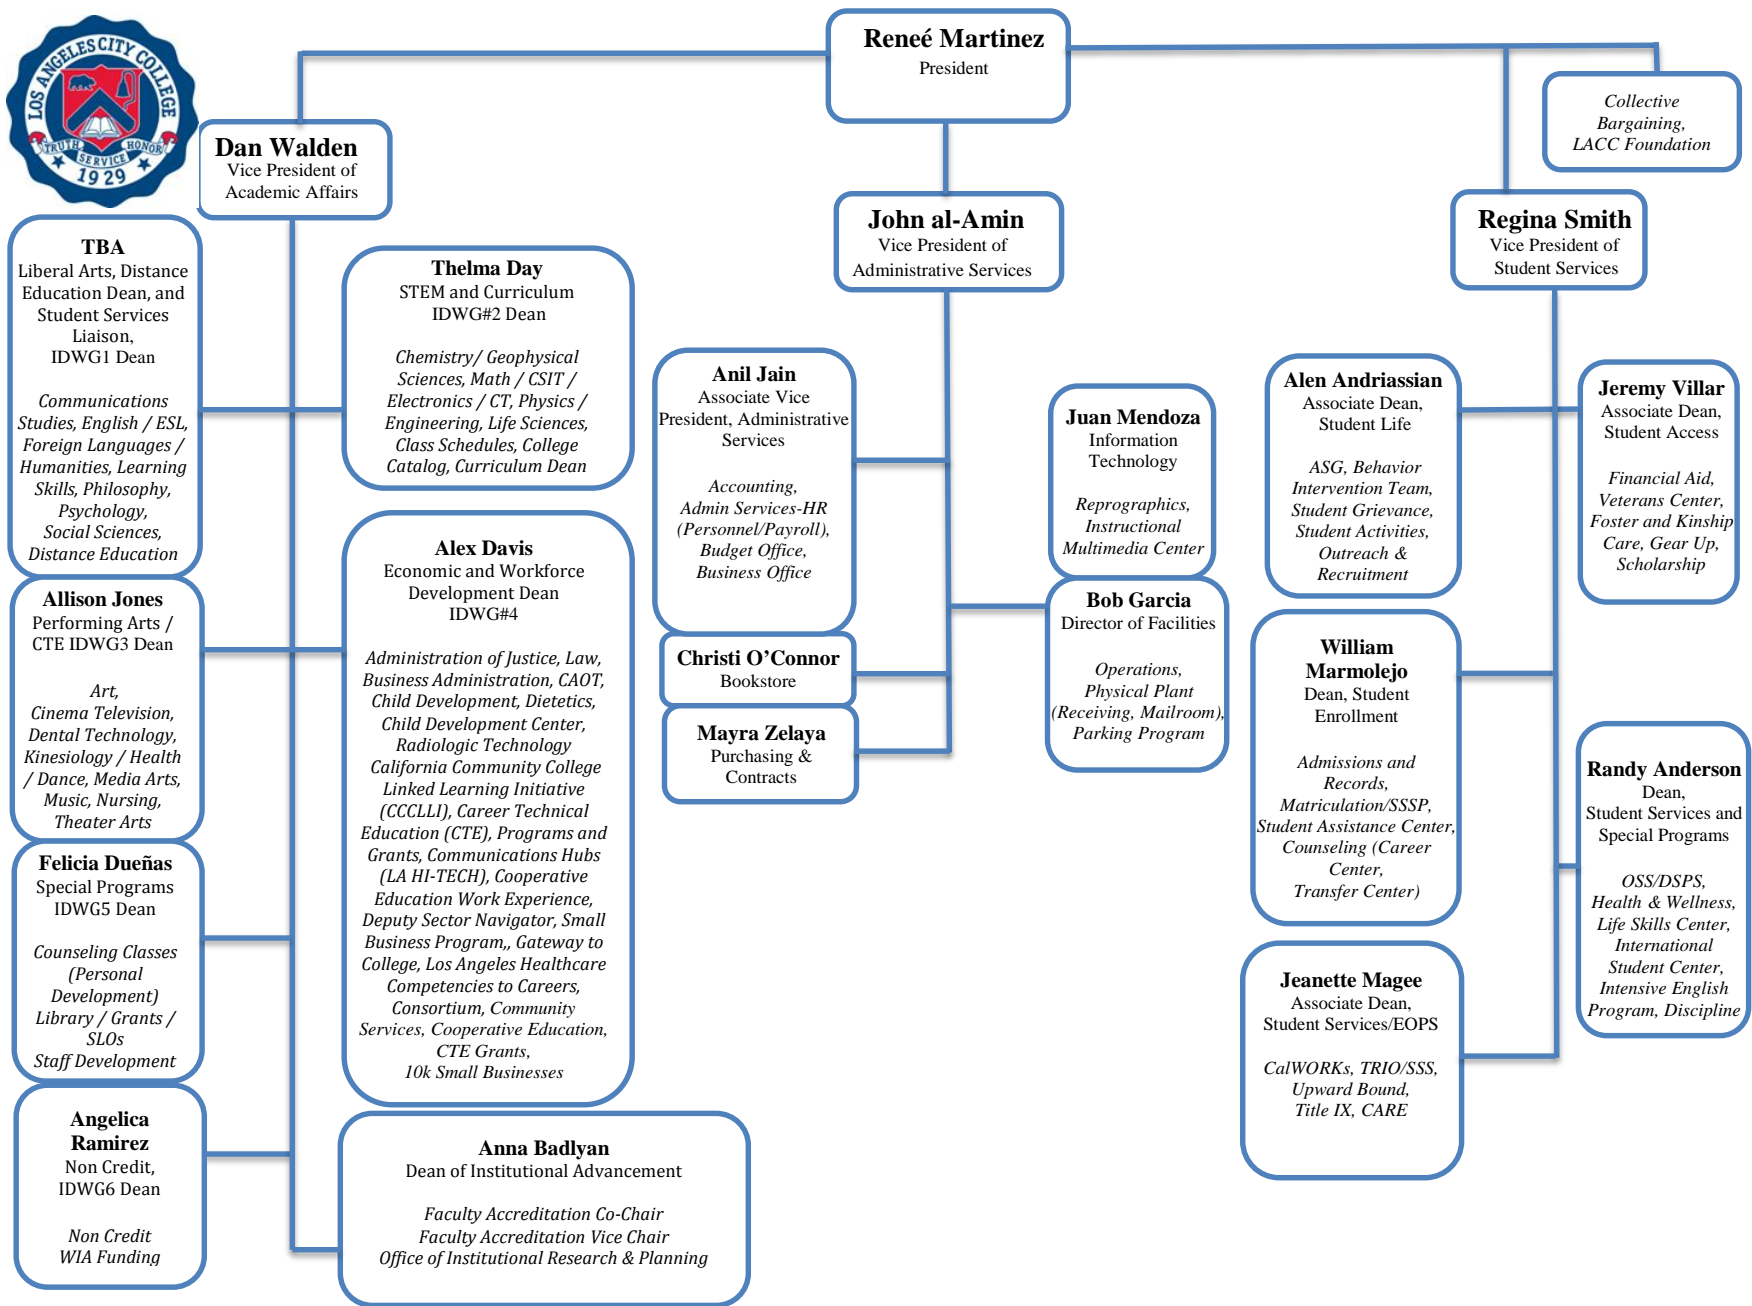 LOS ANGELES CITY COLLEGE
TRUTH SERVICE HONOR
1929
Reneé Martinez
President
Collective
Bargaining,
LACC Foundation
Dan Walden
Vice President of
Academic Affairs
John al-Amin
Vice President of
Administrative Services
Regina Smith
Vice President of
Student Services
TBA
Liberal Arts, Distance
Education Dean, and
Student Services
Liaison,
IDWG1 Dean
Communications
Studies, English / ESL,
Foreign Languages /
Humanities, Learning
Skills, Philosophy,
Psychology,
Social Sciences,
Distance Education
Thelma Day
STEM and Curriculum
IDWG#2 Dean
Chemistry/ Geophysical
Sciences, Math / CSIT /
Electronics / CT, Physics /
Engineering, Life Sciences,
Class Schedules, College
Catalog, Curriculum Dean
Allison Jones
Performing Arts /
CTE IDWG3 Dean
Art,
Cinema Television,
Dental Technology,
Kinesiology / Health
/ Dance, Media Arts,
Music, Nursing,
Theater Arts
Alex Davis
Economic and Workforce
Development Dean
IDWG#4
Administration of Justice, Law,
Business Administration, CAOT,
Child Development, Dietetics,
Child Development Center,
Radiologic Technology
California Community College
Linked Learning Initiative
(CCCLLI), Career Technical
Education (CTE), Programs and
Grants, Communications Hubs
(LA HI-TECH), Cooperative
Education Work Experience,
Deputy Sector Navigator, Small
Business Program,, Gateway to
College, Los Angeles Healthcare
Competencies to Careers,
Consortium, Community
Services, Cooperative Education,
CTE Grants,
10k Small Businesses
Felicia Dueñas
Special Programs
IDWG5 Dean
Counseling Classes
(Personal
Development)
Library / Grants /
SLOs
Staff Development
Angelica
Ramirez
Non Credit,
IDWG6 Dean
Non Credit
WIA Funding
Anna Badlyan
Dean of Institutional Advancement
Faculty Accreditation Co-Chair
Faculty Accreditation Vice Chair
Office of Institutional Research & Planning
Anil Jain
Associate Vice
President, Administrative
Services
Accounting,
Admin Services-HR
(Personnel/Payroll),
Budget Office,
Business Office
Christi O’Connor
Bookstore
Mayra Zelaya
Purchasing &
Contracts
Juan Mendoza
Information
Technology
Reprographics,
Instructional
Multimedia Center
Bob Garcia
Director of Facilities
Operations,
Physical Plant
(Receiving, Mailroom),
Parking Program
Alen Andriassian
Associate Dean,
Student Life
ASG, Behavior
Intervention Team,
Student Grievance,
Student Activities,
Outreach &
Recruitment
Jeremy Villar
Associate Dean,
Student Access
Financial Aid,
Veterans Center,
Foster and Kinship
Care, Gear Up,
Scholarship
William
Marmolejo
Dean, Student
Enrollment
Admissions and
Records,
Matriculation/SSSP,
Student Assistance Center,
Counseling (Career
Center,
Transfer Center)
Randy Anderson
Dean,
Student Services and
Special Programs
OSS/DSPS,
Health & Wellness,
Life Skills Center,
International
Student Center,
Intensive English
Program, Discipline
Jeanette Magee
Associate Dean,
Student Services/EOPS
CalWORKs, TRIO/SSS,
Upward Bound,
Title IX, CARE